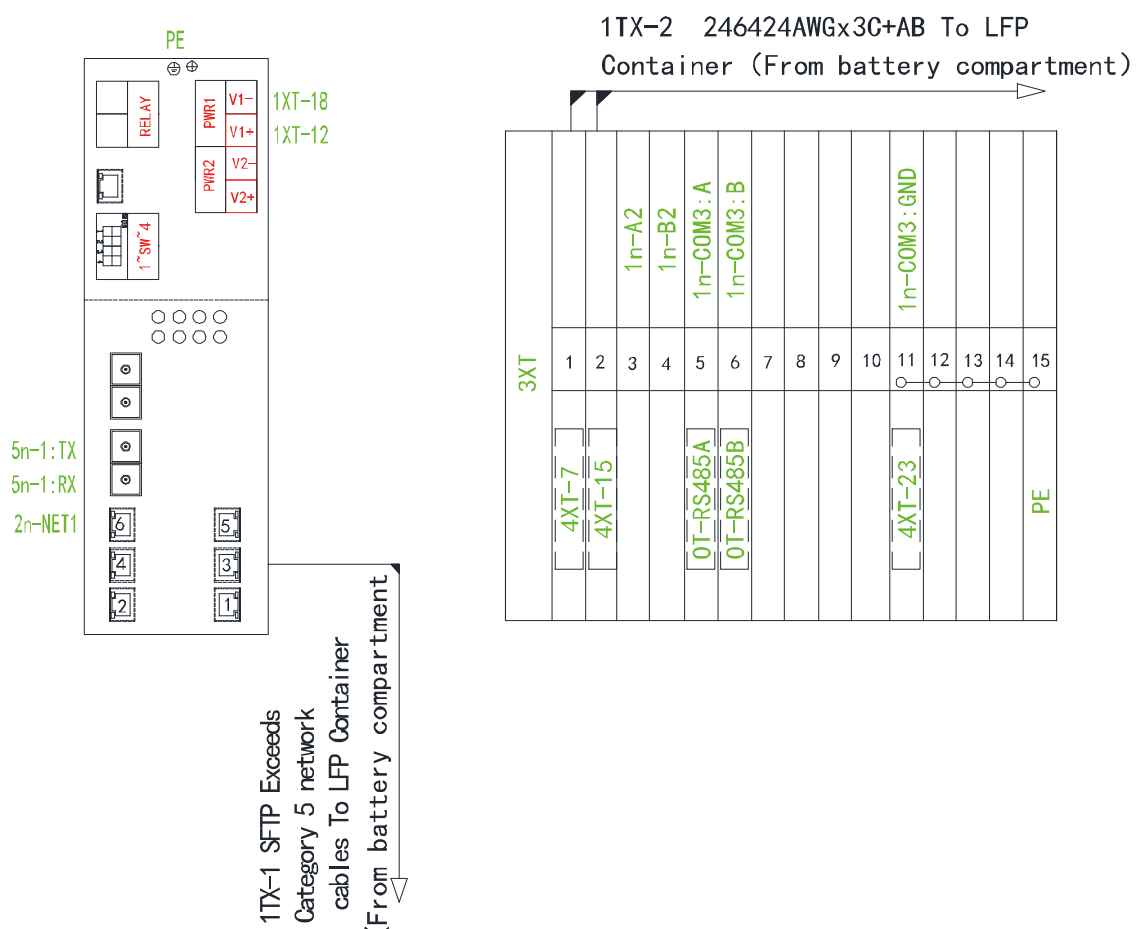 PE
RELAY
PWR1
V1-
V1+
1XT-18
1XT-12
PWR2
V2-
V2+
1~SW~4
5n-1:TX
5n-1:RX
2n-NET1
6
5
4
3
2
1
1TX-1 SFTP Exceeds
Category 5 network
cables To LFP Container
(From battery compartment
1TX-2 246424AWGx3C+AB To LFP
Container (From battery compartment)
1n-A2
1n-B2
1n-COM3:A
1n-COM3:B
1n-COM3:GND
3XT
1 2 3 4 5 6 7 8 9 10 11 12 13 14 15
4XT-7
4XT-15
OT-RS485A
OT-RS485B
4XT-23
PE